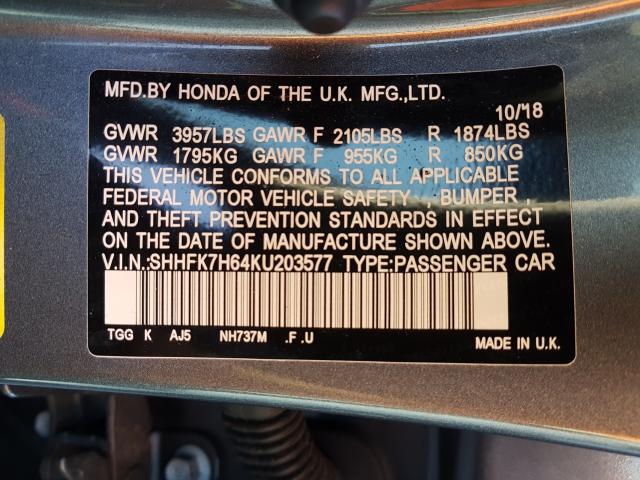 MFD.BY HONDA OF THE U.K. MFG.,LTD.
10/18
GVWR 3957LBS GAWR F 2105LBS R 1874LBS
GVWR 1795KG GAWR F 955KG R 850KG
THIS VEHICLE CONFORMS TO ALL APPLICABLE
FEDERAL MOTOR VEHICLE SAFETY , BUMPER ,
AND THEFT PREVENTION STANDARDS IN EFFECT
ON THE DATE OF MANUFACTURE SHOWN ABOVE.
V.I.N.:SHHFK7H64KU203577 TYPE:PASSENGER CAR
TGG K AJ5 NH737M .F .U
MADE IN U.K.